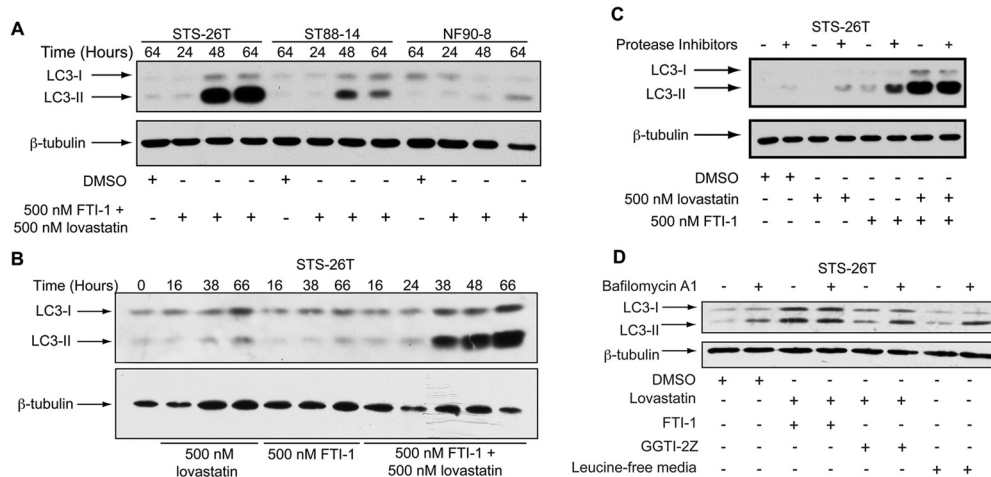 A
STS-26T ST88-14 NF90-8
Time (Hours) 64 24 48 64 64 24 48 64 64 24 48 64
LC3-I
LC3-II
β-tubulin
DMSO + - - - + - - - + - - -
500 nM FTI-1 +
500 nM lovastatin - + + + - + + + - + + +
B
STS-26T
Time (Hours) 0 16 38 66 16 38 66 16 24 38 48 66
LC3-I
LC3-II
β-tubulin
500 nM
lovastatin
500 nM FTI-1
500 nM FTI-1 +
500 nM lovastatin
C
STS-26T
Protease Inhibitors - + - + - + - +
LC3-I
LC3-II
β-tubulin
DMSO + + - - - - - -
500 nM lovastatin - - + + - - + +
500 nM FTI-1 - - - - + + + +
D
STS-26T
Bafilomycin A1 - + - + - + - +
LC3-I
LC3-II
β-tubulin
DMSO + + - - - - - -
Lovastatin - - + + + + - -
FTI-1 - - + + - - - -
GGTI-2Z - - - - + + - -
Leucine-free media - - - - - - + +